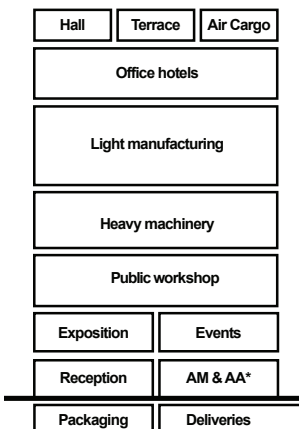 Hall Terrace Air Cargo
Office hotels
Light manufacturing
Heavy machinery
Public workshop
Exposition Events
Reception AM & AA*
Packaging Deliveries